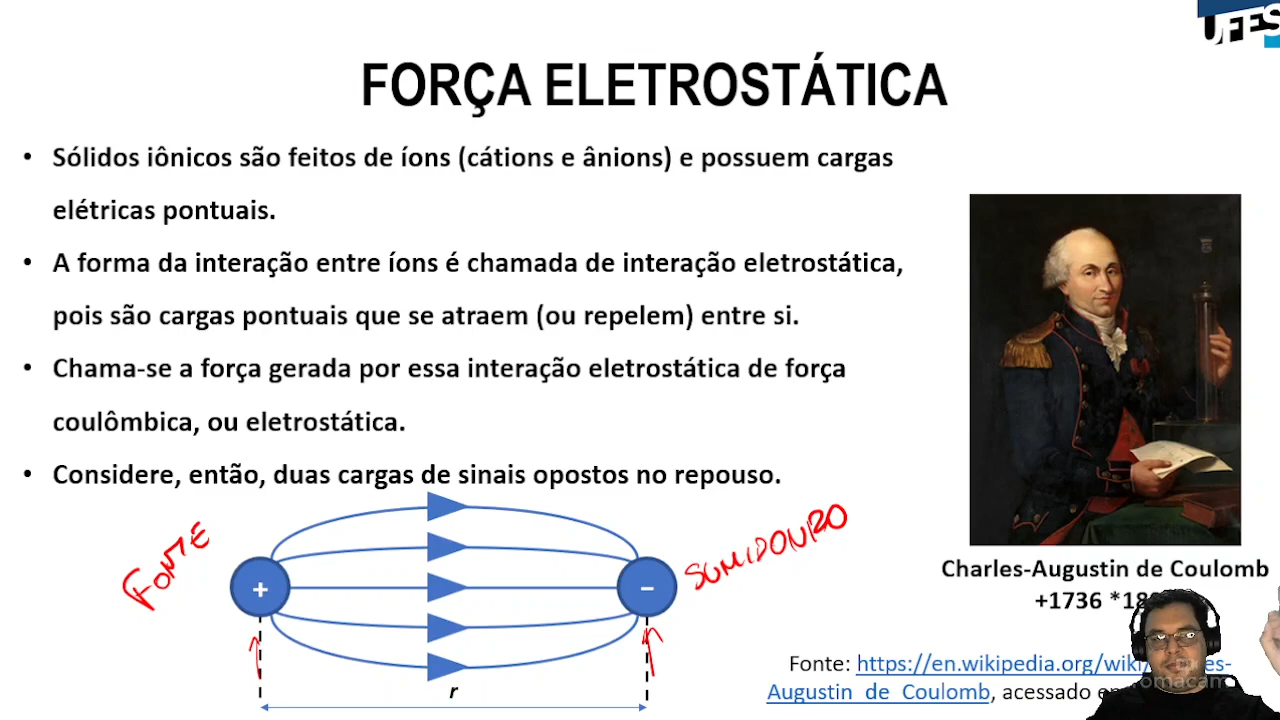 UFES
FORÇA ELETROSTÁTICA
• Sólidos iônicos são feitos de íons (cátions e ânions) e possuem cargas
elétricas pontuais.
• A forma da interação entre íons é chamada de interação eletrostática,
pois são cargas pontuais que se atraem (ou repelem) entre si.
• Chama-se a força gerada por essa interação eletrostática de força
coulômbica, ou eletrostática.
• Considere, então, duas cargas de sinais opostos no repouso.
FONTE
SUMIDOURO
+
-
r
Charles-Augustin de Coulomb
+1736
Fonte: https://en.wikipedia.org/wiki/
Augustin_de_Coulomb, acessado